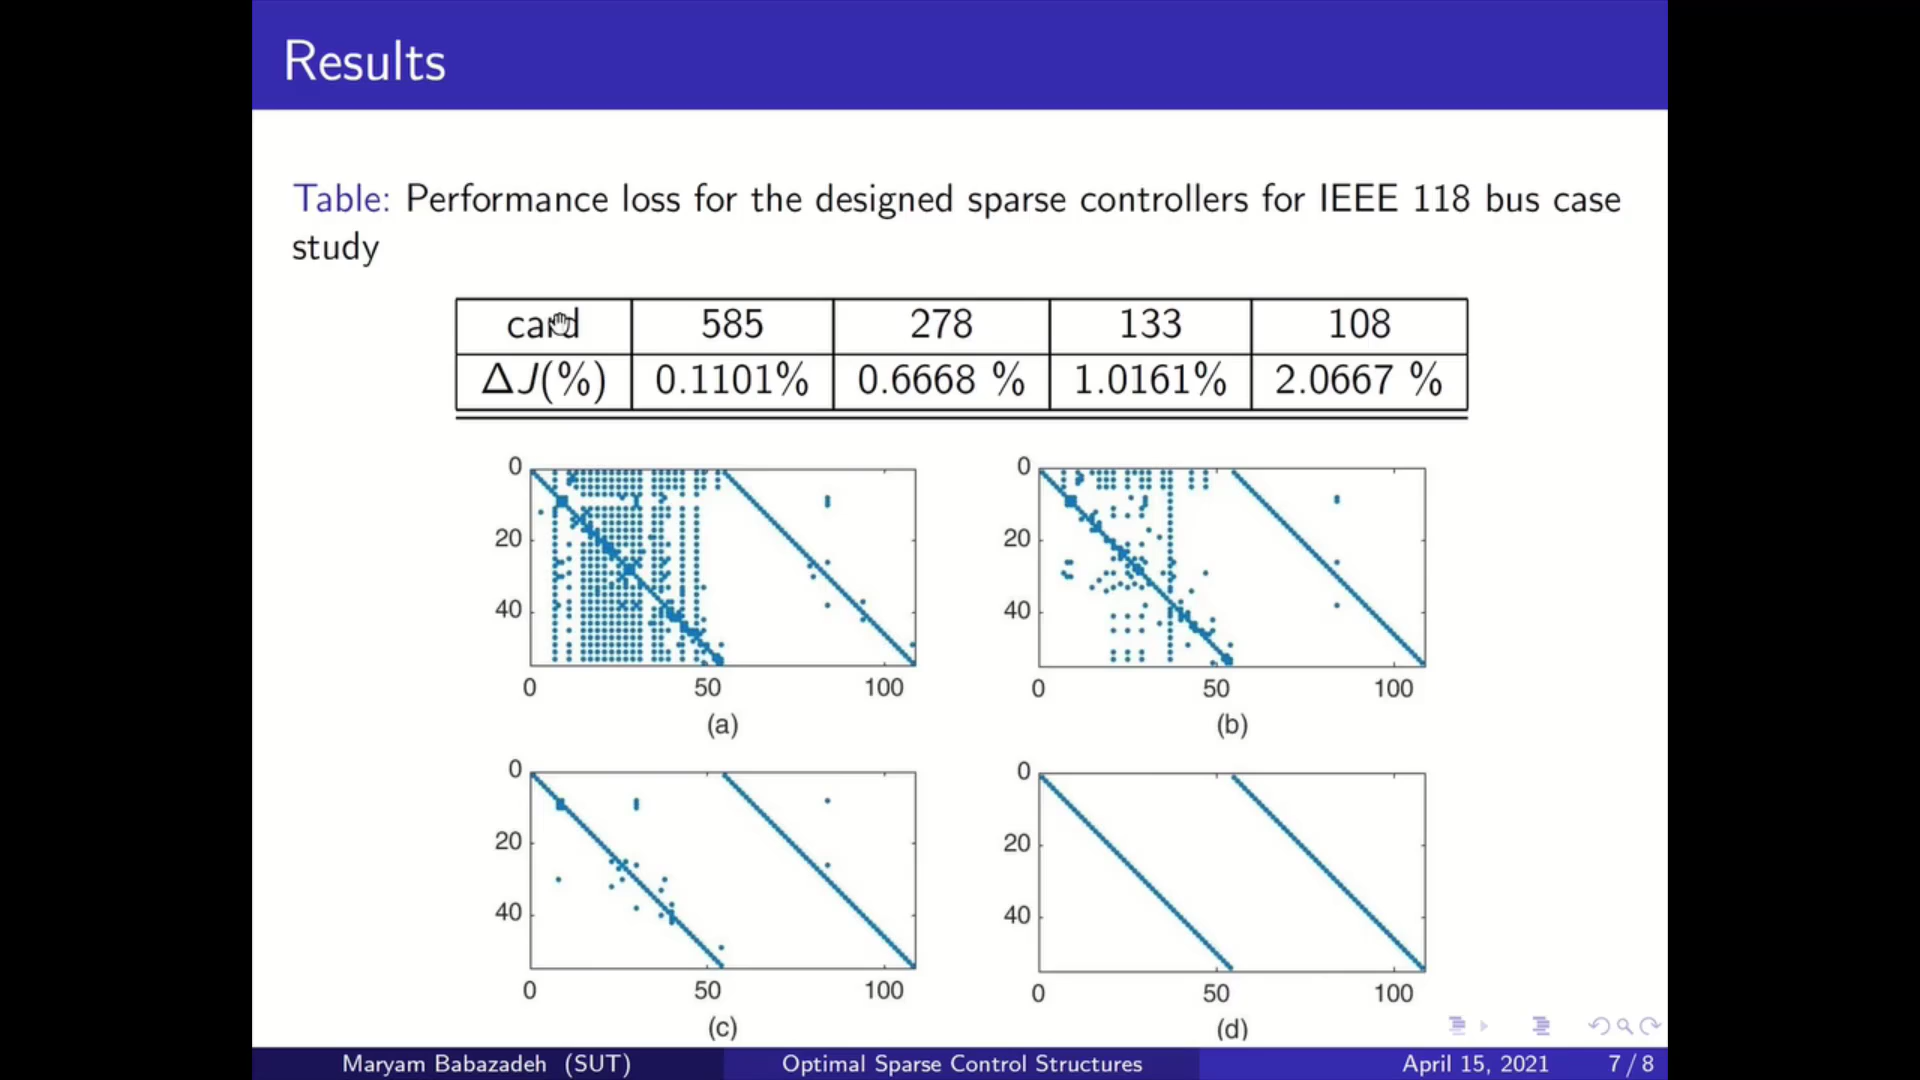 Results
Table: Performance loss for the designed sparse controllers for IEEE 118 bus case
study
card 585 278 133 108
ΔJ(%) 0.1101% 0.6668 % 1.0161% 2.0667 %
0 0
20 20
40 40
0 50 100 0 50 100
(a) (b)
0 0
20 20
40 40
0 50 100 0 50 100
(c) (d)
Maryam Babazadeh (SUT) Optimal Sparse Control Structures April 15, 2021 7 / 8